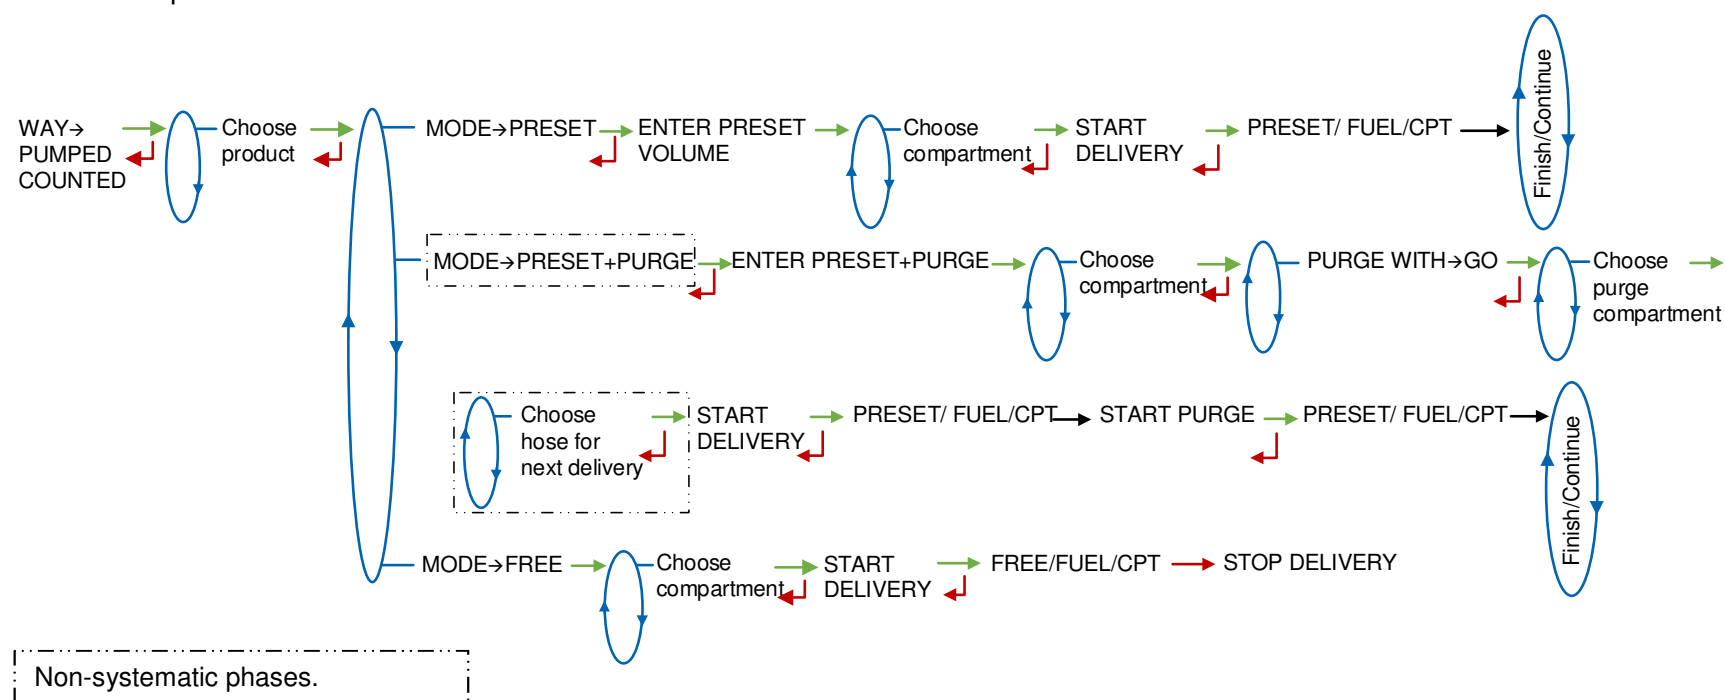 WAY→
PUMPED
COUNTED
Choose
product
MODE→PRESET
ENTER PRESET
VOLUME
Choose
compartment
START
DELIVERY
PRESET/ FUEL/CPT
Finish/Continue
MODE→PRESET+PURGE
ENTER PRESET+PURGE
Choose
compartment
PURGE WITH→GO
Choose
purge
compartment
Choose
hose for
next delivery
START
DELIVERY
PRESET/ FUEL/CPT
START PURGE
PRESET/ FUEL/CPT
Finish/Continue
MODE→FREE
Choose
compartment
START
DELIVERY
FREE/FUEL/CPT
STOP DELIVERY
Non-systematic phases.